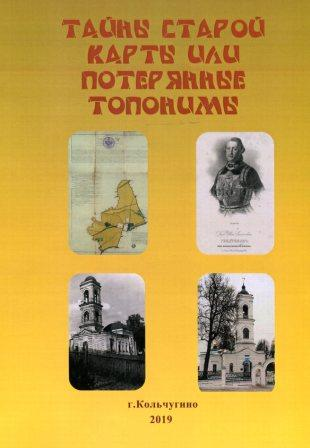 ТАЙНЫ СТАРОЙ
КАРТЫ ИЛИ
ПОТЕРЯННЫЕ
ТОПОНИМЫ
г.Кольчугино
2019